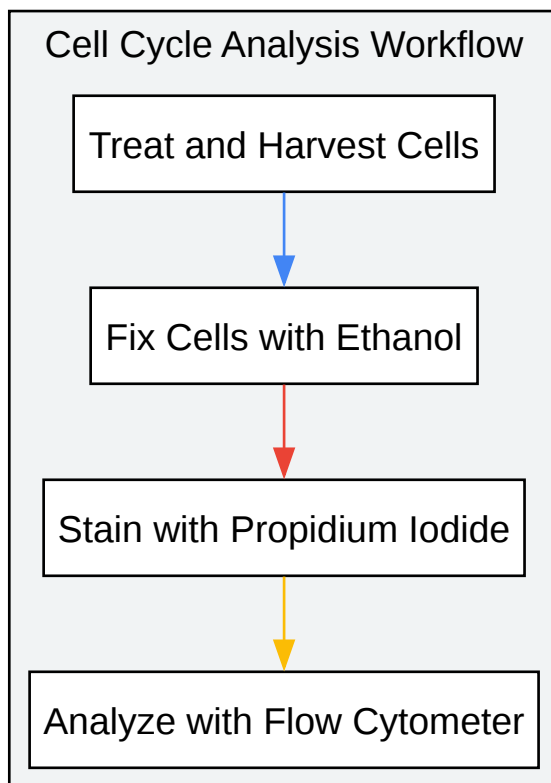 Cell Cycle Analysis Workflow
Treat and Harvest Cells
Fix Cells with Ethanol
Stain with Propidium Iodide
Analyze with Flow Cytometer